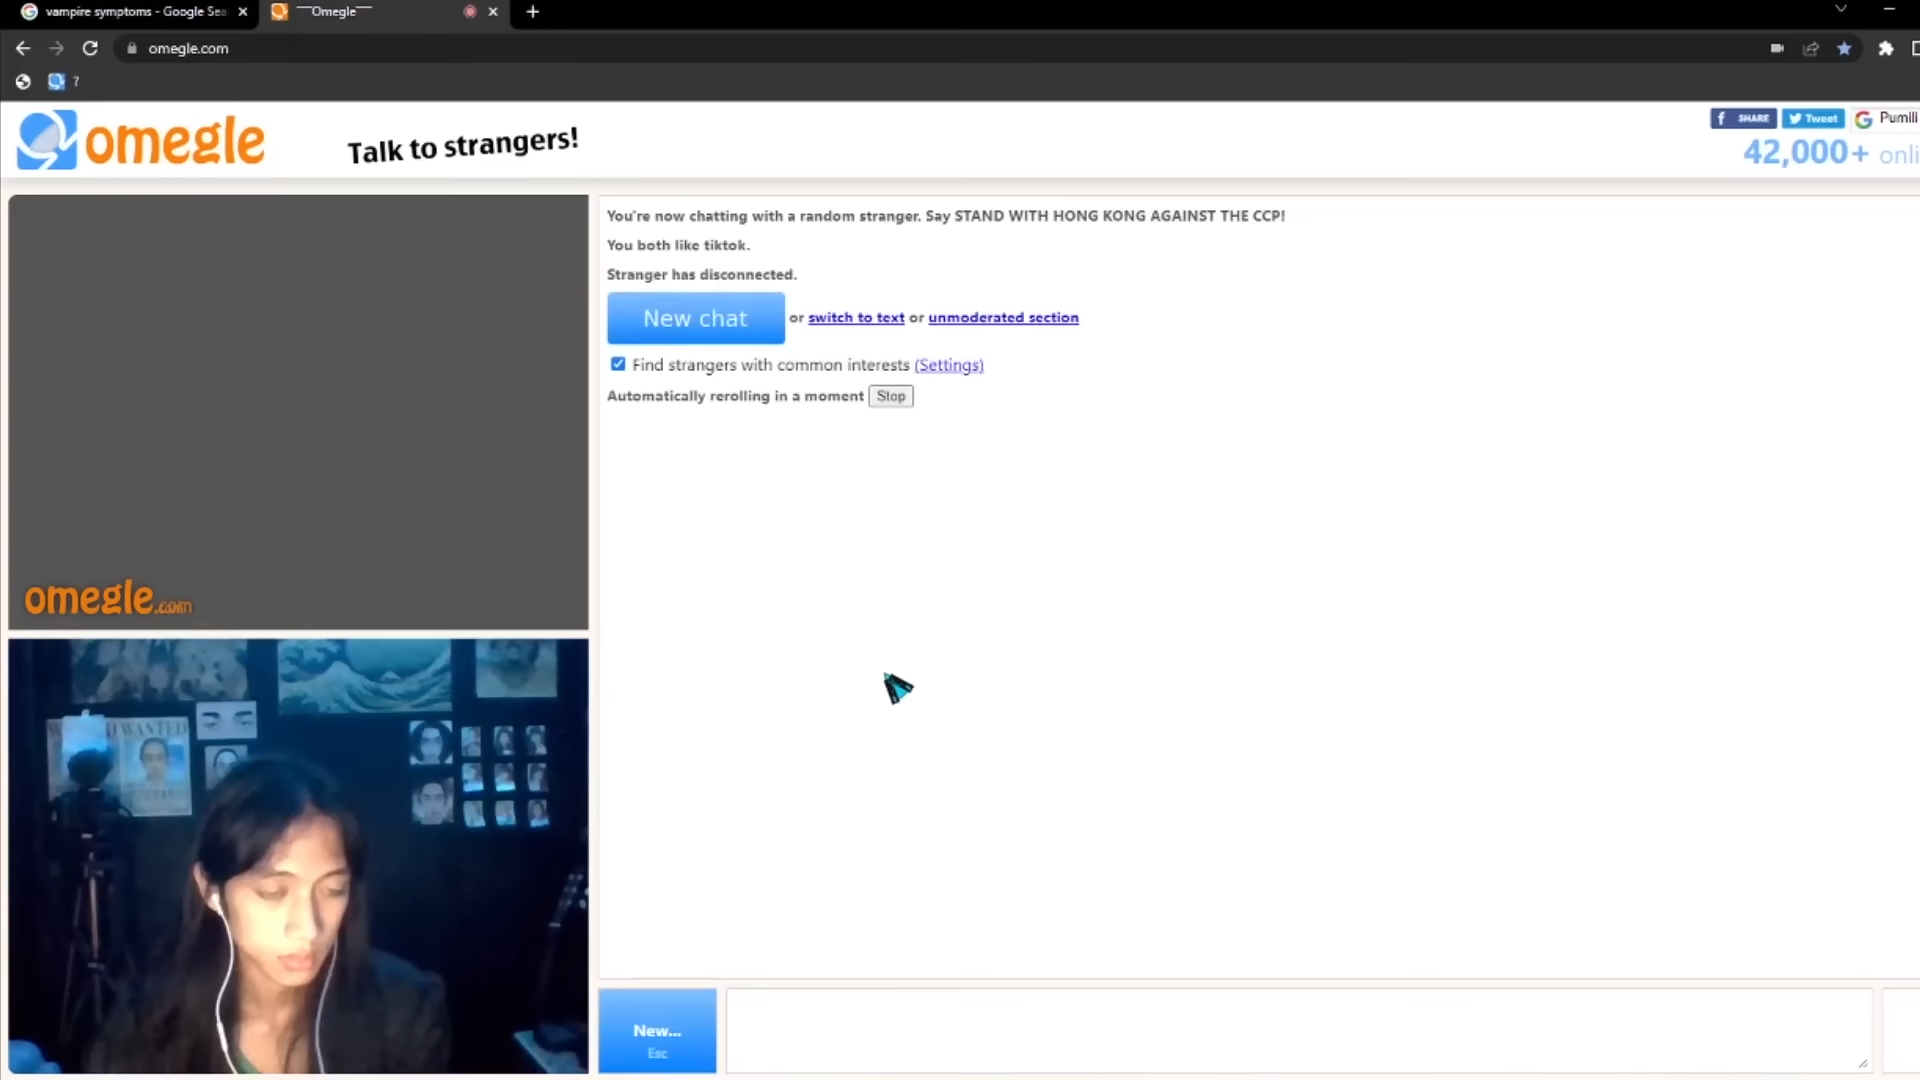 vampire symptoms - Google Sea
Omegle
omegle.com
?
omegle
Talk to strangers!
SHARE
Tweet
Pumili
42,000+ onli
You're now chatting with a random stranger. Say STAND WITH HONG KONG AGAINST THE CCP!
You both like tiktok.
Stranger has disconnected.
New chat or switch to text or unmoderated section
Find strangers with common interests (Settings)
Automatically rerolling in a moment Stop
omegle.com
WANTED
New...
Esc